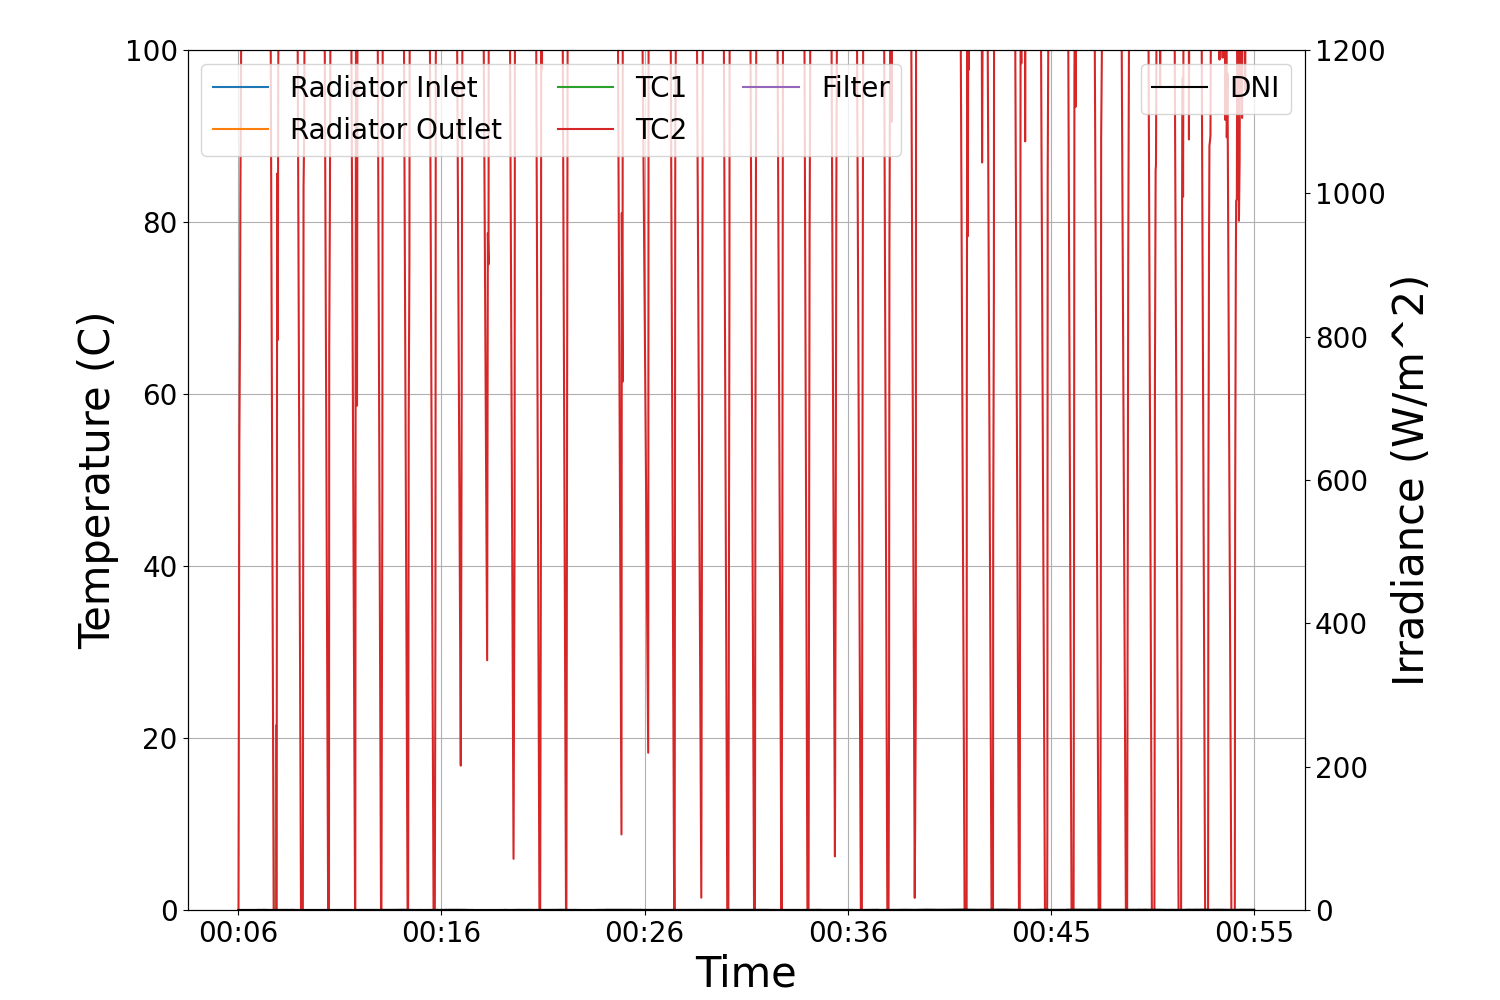 100
80
60
40
20
0
Temperature (C)
Radiator Inlet
Radiator Outlet
TC1
TC2
Filter
DNI
1200
1000
800
600
400
200
0
Irradiance (W/m^2)
00:06 00:16 00:26 00:36 00:45 00:55
Time